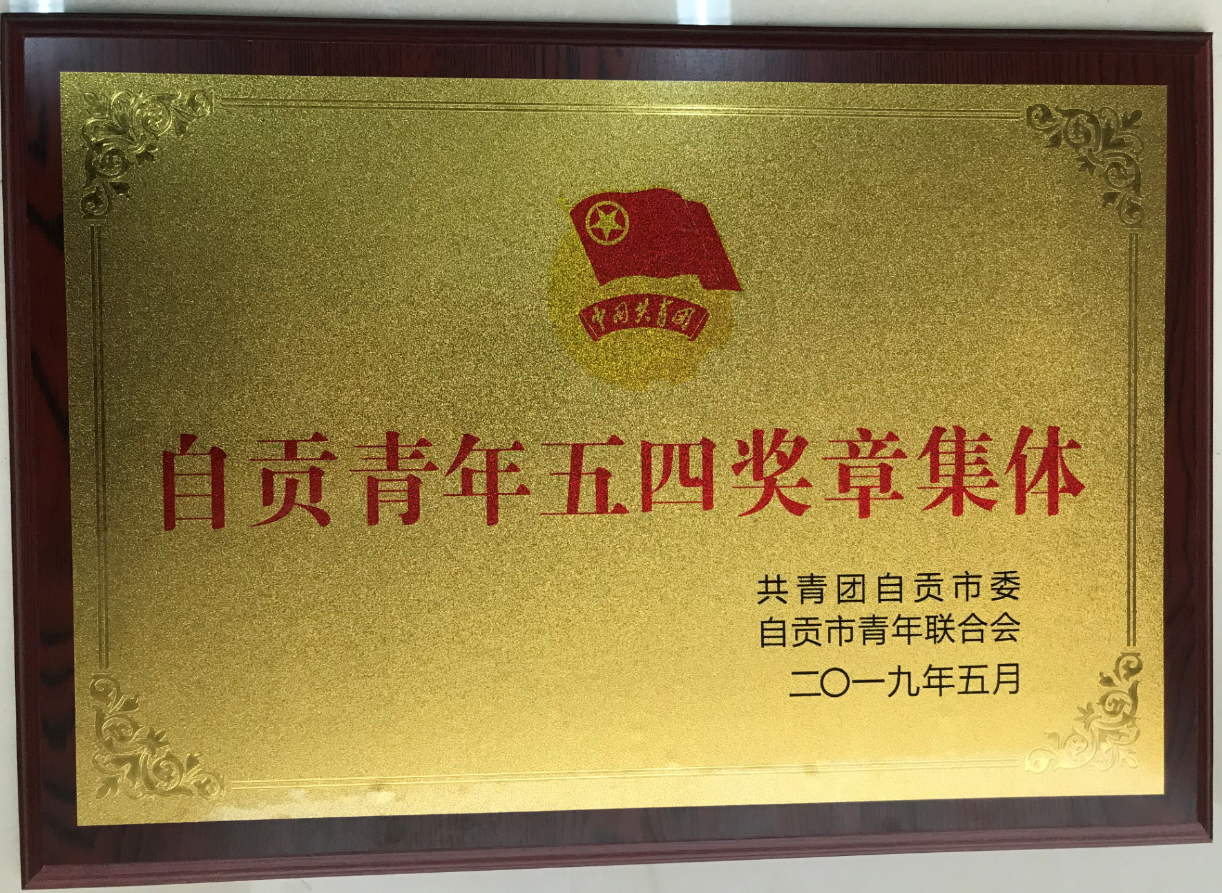 中国共青团
自贡青年五四奖章集体
共青团自贡市委
自贡市青年联合会
二〇一九年五月